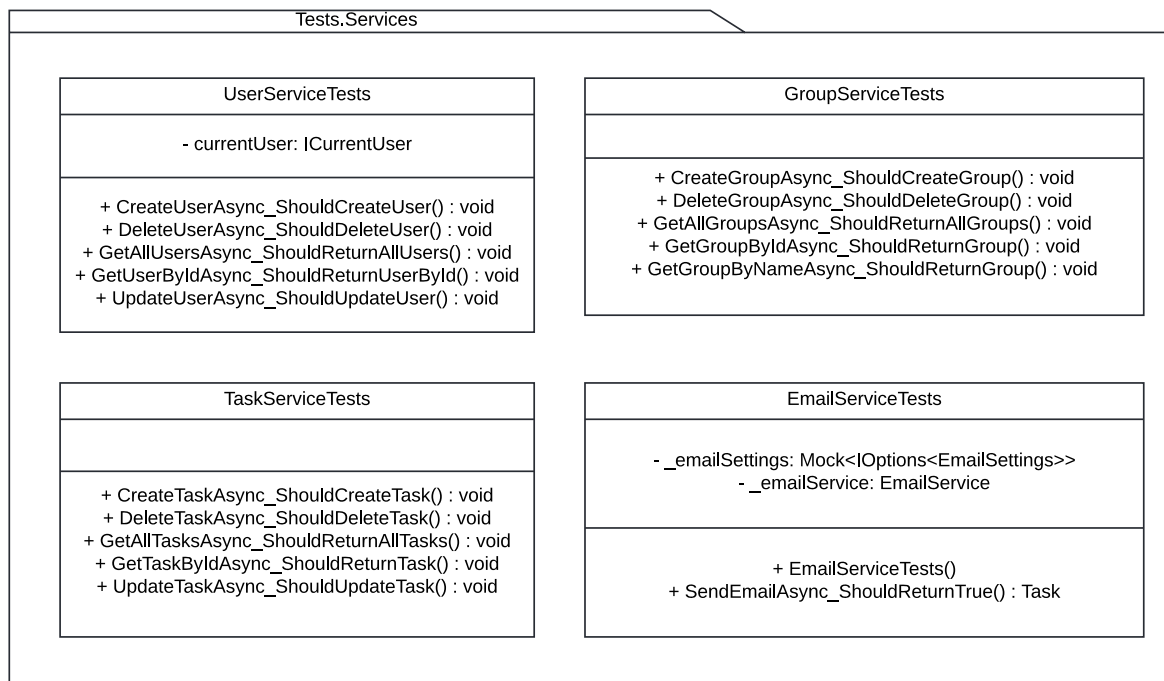 Tests.Services
UserServiceTests
- currentUser: ICurrentUser
+ CreateUserAsync_ShouldCreateUser() : void
+ DeleteUserAsync_ShouldDeleteUser() : void
+ GetAllUsersAsync_ShouldReturnAllUsers() : void
+ GetUserByIdAsync_ShouldReturnUserById() : void
+ UpdateUserAsync_ShouldUpdateUser() : void
GroupServiceTests
+ CreateGroupAsync_ShouldCreateGroup() : void
+ DeleteGroupAsync_ShouldDeleteGroup() : void
+ GetAllGroupsAsync_ShouldReturnAllGroups() : void
+ GetGroupByIdAsync_ShouldReturnGroup() : void
+ GetGroupByNameAsync_ShouldReturnGroup() : void
TaskServiceTests
+ CreateTaskAsync_ShouldCreateTask() : void
+ DeleteTaskAsync_ShouldDeleteTask() : void
+ GetAllTasksAsync_ShouldReturnAllTasks() : void
+ GetTaskByIdAsync_ShouldReturnTask() : void
+ UpdateTaskAsync_ShouldUpdateTask() : void
EmailServiceTests
- _emailSettings: Mock<IOptions<EmailSettings>>
- _emailService: EmailService
+ EmailServiceTests()
+ SendEmailAsync_ShouldReturnTrue() : Task